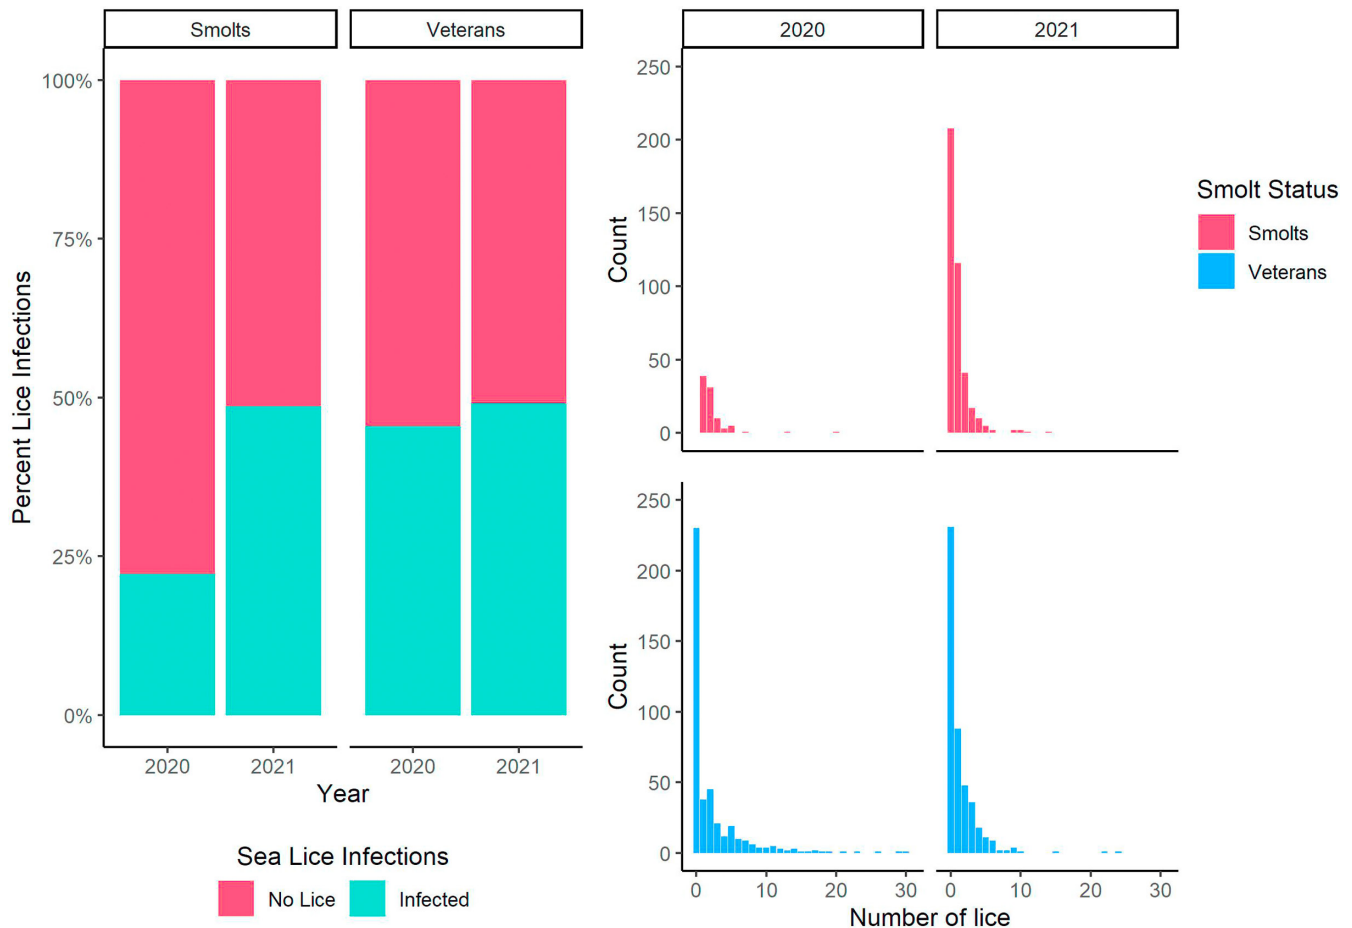 Smolts
Veterans
100%
75%
50%
25%
0%
Percent Lice Infections
2020
2021
2020
2021
Year
Sea Lice Infections
No Lice
Infected
2020
2021
250
200
150
100
50
0
Count
250
200
150
100
50
0
Count
0
10
20
30
0
10
20
30
Number of lice
Smolt Status
Smolts
Veterans